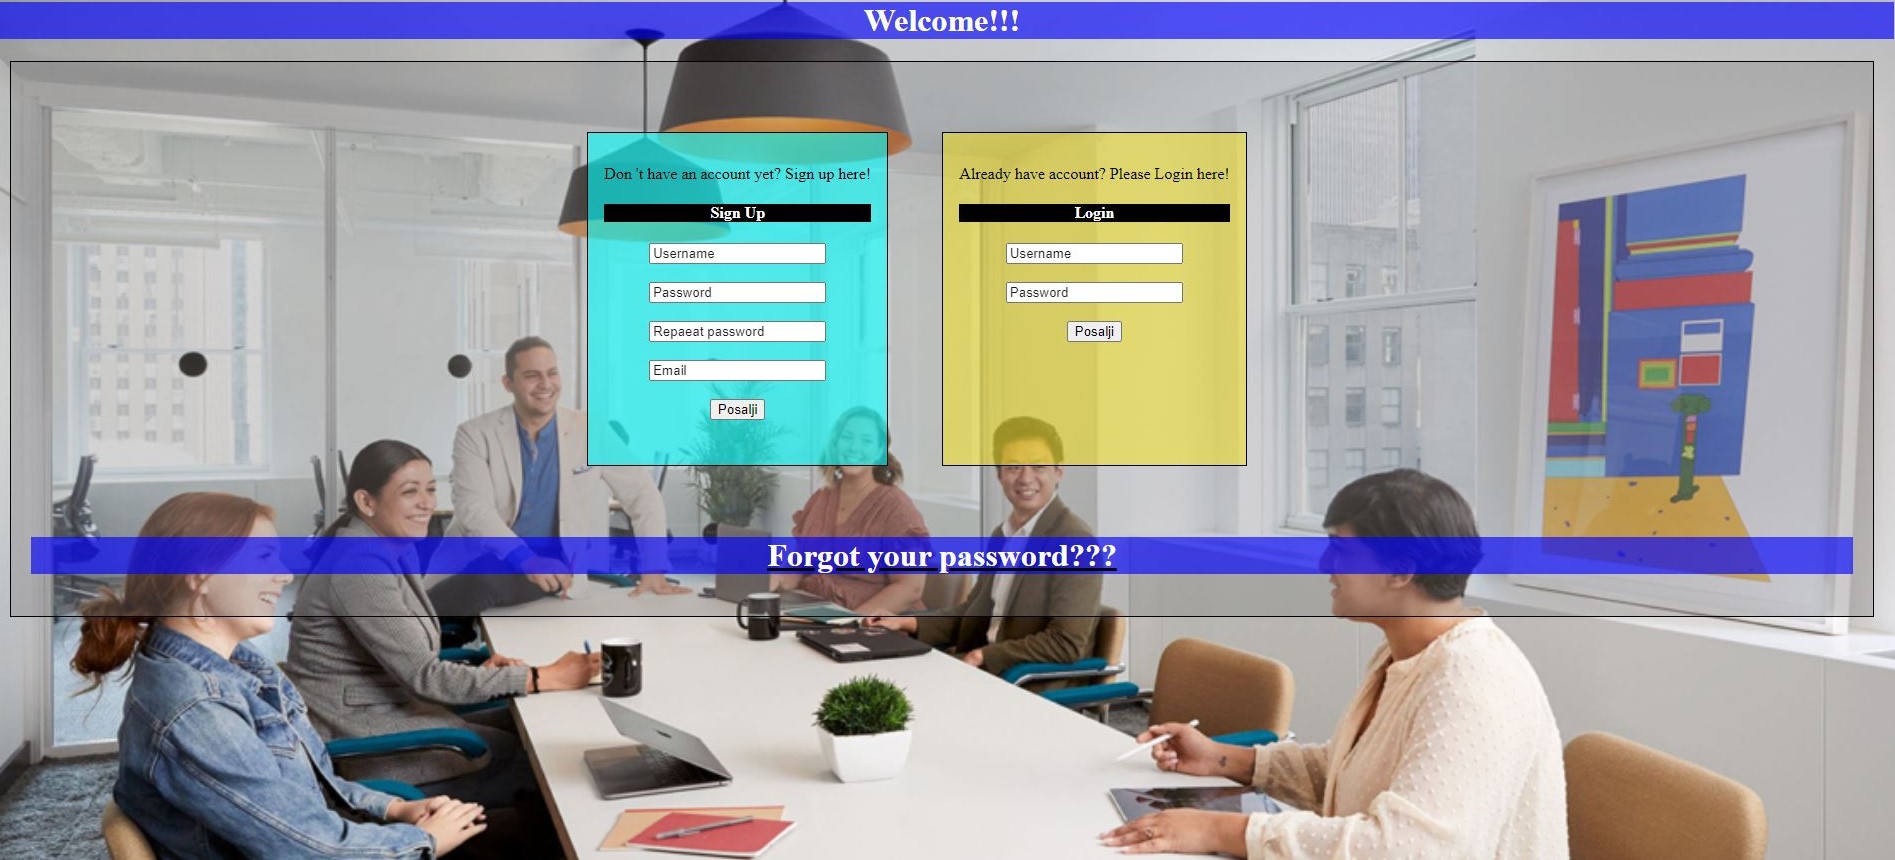 Welcome!!!
Don 't have an account yet? Sign up here!
Sign Up
Username
Password
Repaeat password
Email
Posalji
Already have account? Please Login here!
Login
Username
Password
Posalji
Forgot your password???